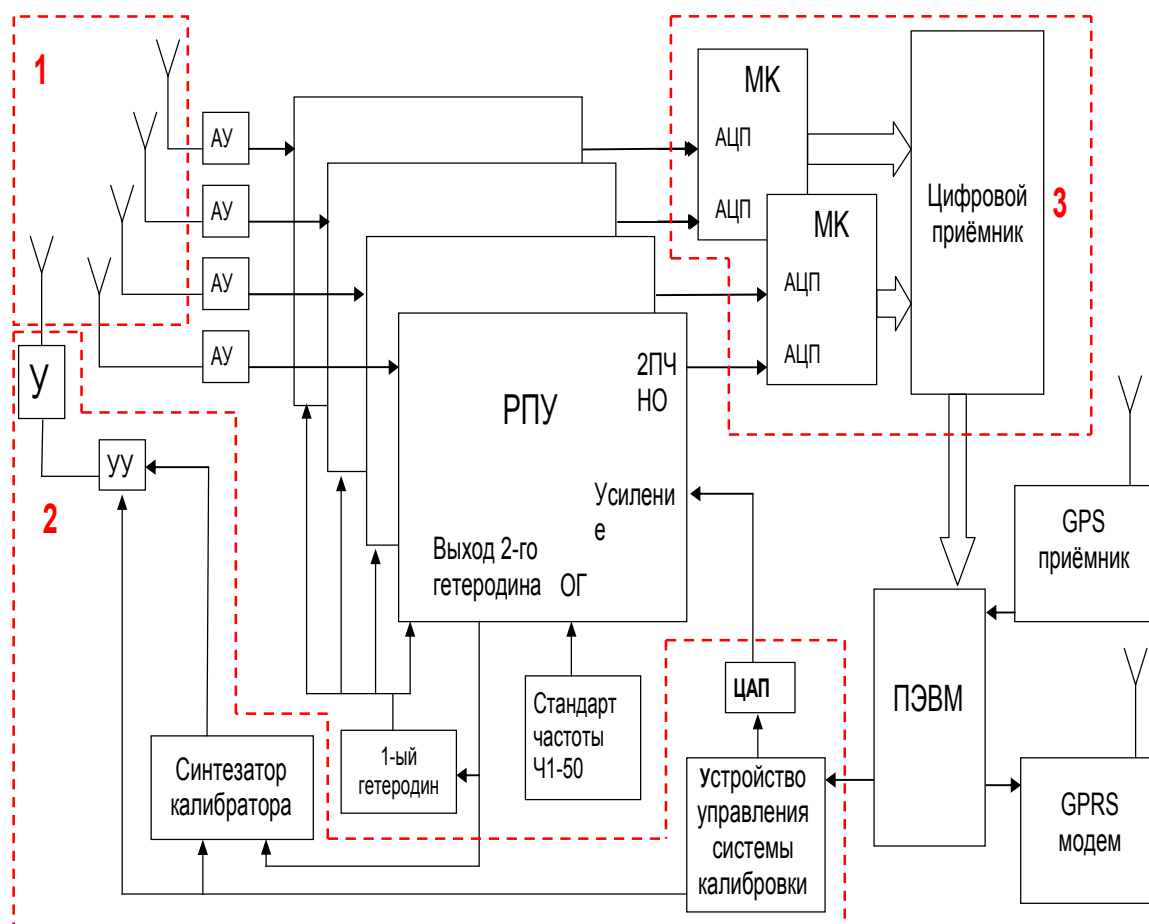 1
АУ
АУ
АУ
АУ
У
УУ
2
РПУ
2ПЧ
НО
Усилени
е
Выход 2-го
гетеродина
ОГ
МК
АЦП
АЦП
МК
АЦП
АЦП
Цифровой
приёмник
3
GPS
приёмник
ПЭВМ
GPRS
модем
ЦАП
Устройство
управления
системы
калибровки
Стандарт
частоты
Ч1-50
1-ый
гетеродин
Синтезатор
калибратора